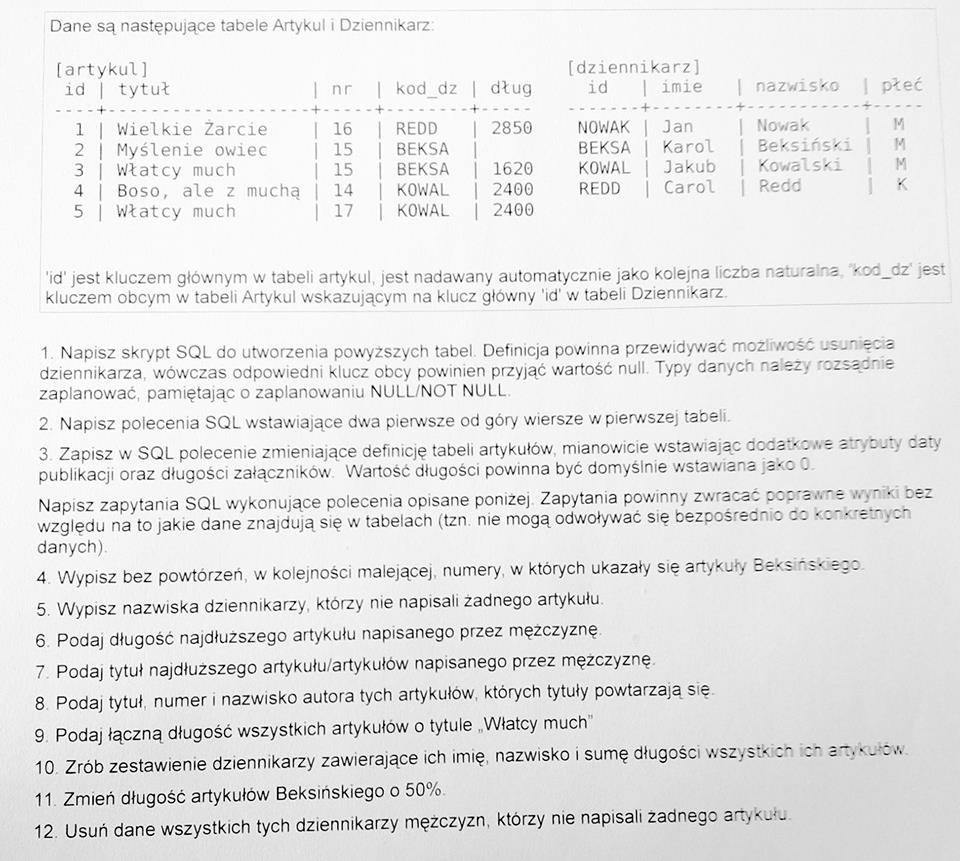 Dane są następujące tabele Artykul i Dziennikarz:
[artykul]
id | tytuł | nr | kod_dz | dług
-----+--------------------+-----+--------+------
1 | Wielkie Żarcie | 16 | REDD | 2850
2 | Myślenie owiec | 15 | BEKSA |
3 | Włatcy much | 15 | BEKSA | 1620
4 | Boso, ale z muchą | 14 | KOWAL | 2400
5 | Włatcy much | 17 | KOWAL | 2400
[dziennikarz]
id | imie | nazwisko | płeć
-------+--------+-----------+-----
NOWAK | Jan | Nowak | M
BEKSA | Karol | Beksiński | M
KOWAL | Jakub | Kowalski | M
REDD | Carol | Redd | K
'id' jest kluczem głównym w tabeli artykul, jest nadawany automatycznie jako kolejna liczba naturalna, 'kod_dz' jest
kluczem obcym w tabeli Artykul wskazującym na klucz główny 'id' w tabeli Dziennikarz.
1. Napisz skrypt SQL do utworzenia powyższych tabel. Definicja powinna przewidywać możliwość usunięcia
dziennikarza, wówczas odpowiedni klucz obcy powinien przyjąć wartość null. Typy danych należy rozsądnie
zaplanować, pamiętając o zaplanowaniu NULL/NOT NULL.
2. Napisz polecenia SQL wstawiające dwa pierwsze od góry wiersze w pierwszej tabeli.
3. Zapisz w SQL polecenie zmieniające definicję tabeli artykułów, mianowicie wstawiając dodatkowe atrybuty daty
publikacji oraz długości załączników. Wartość długości powinna być domyślnie wstawiana jako 0.
Napisz zapytania SQL wykonujące polecenia opisane poniżej. Zapytania powinny zwracać poprawne wyniki bez
względu na to jakie dane znajdują się w tabelach (tzn. nie mogą odwoływać się bezpośrednio do konkretnych
danych).
4. Wypisz bez powtórzeń, w kolejności malejącej, numery, w których ukazały się artykuły Beksińskiego.
5. Wypisz nazwiska dziennikarzy, którzy nie napisali żadnego artykułu.
6. Podaj długość najdłuższego artykułu napisanego przez mężczyznę.
7. Podaj tytuł najdłuższego artykułu/artykułów napisanego przez mężczyznę.
8. Podaj tytuł, numer i nazwisko autora tych artykułów, których tytuły powtarzają się.
9. Podaj łączną długość wszystkich artykułów o tytule „Włatcy much”
10. Zrób zestawienie dziennikarzy zawierające ich imię, nazwisko i sumę długości wszystkich ich artykułów.
11. Zmień długość artykułów Beksińskiego o 50%.
12. Usuń dane wszystkich tych dziennikarzy mężczyzn, którzy nie napisali żadnego artykułu.